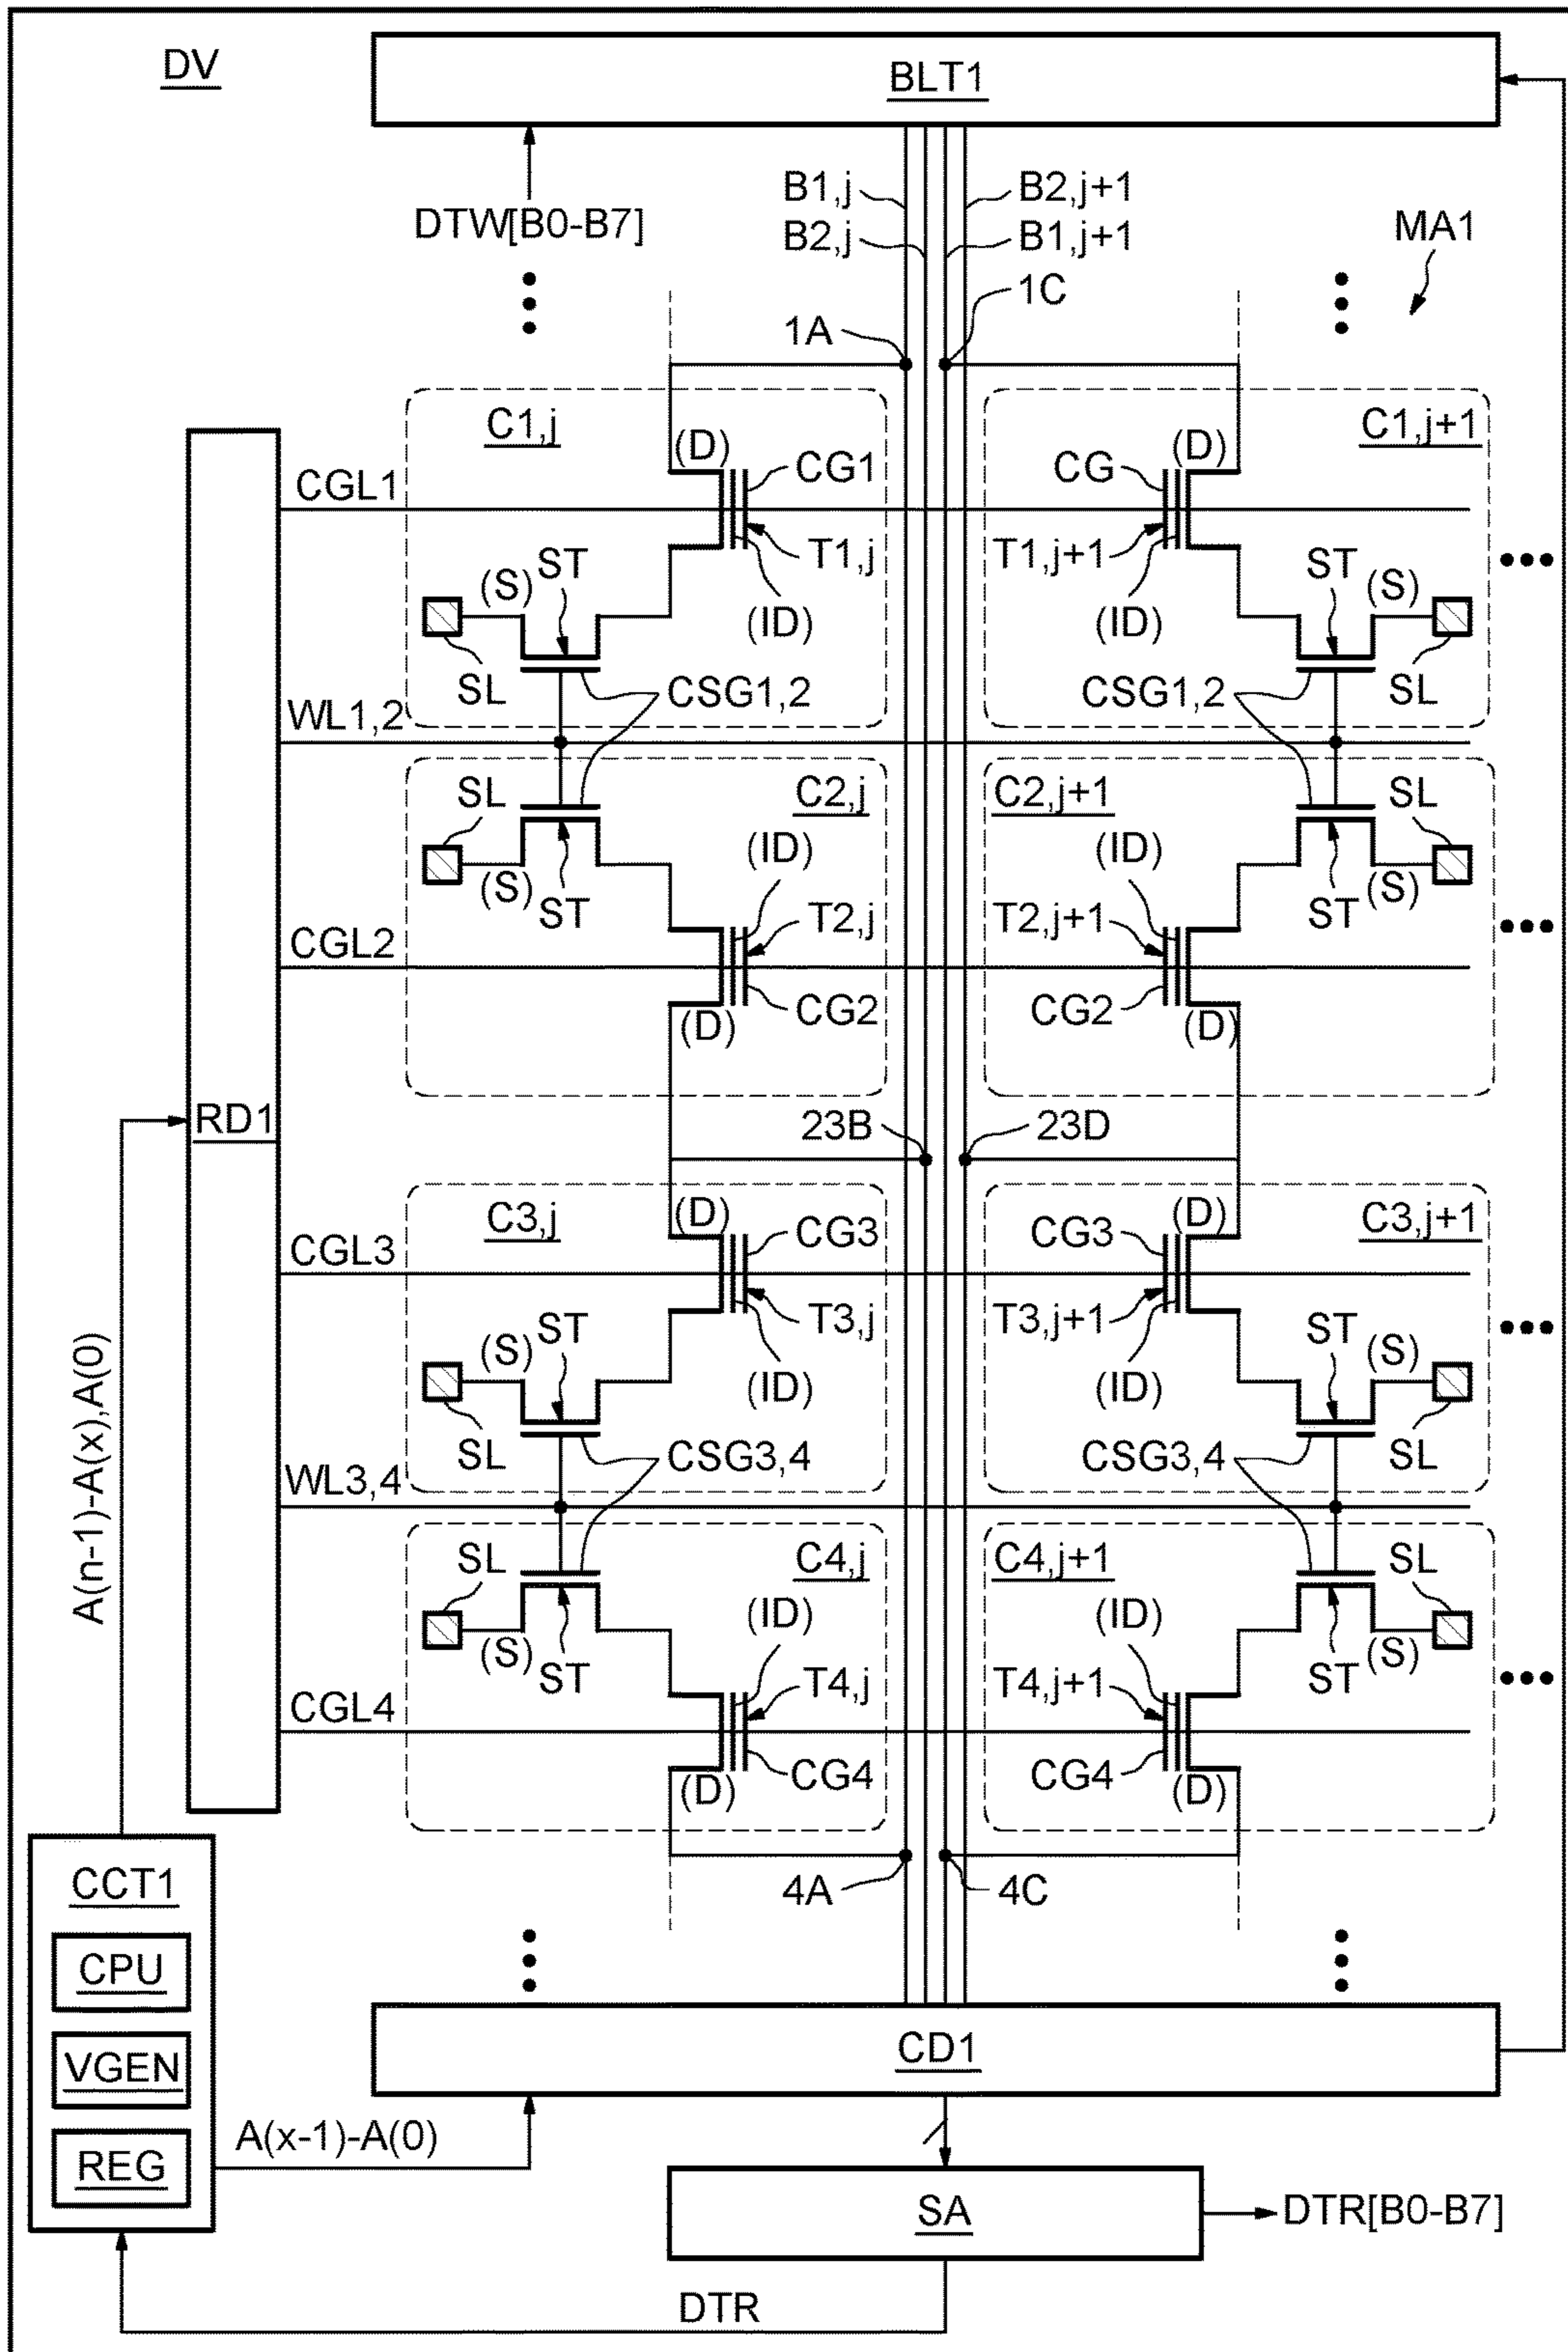 DV
BLT1
B1,j
B2,j+1
DTW[B0-B7]
B2,j
B1,j+1
MA1
1C
1A
C1,j
(D)
(D)
C1,j+1
CGL1
CG1
CG
ST
T1,j
T1,j+1
ST
(S)
(S)
(ID)
(ID)
SL
CSG1,2
CSG1,2
SL
WL1,2
SL
C2,j
C2,j+1
SL
(ID)
(ID)
(S)
ST
T2,j
T2,j+1
ST
(S)
CGL2
CG2
CG2
(D)
(D)
RD1
23B
23D
C3,j
(D)
(D)
C3,j+1
CGL3
CG3
CG3
ST
T3,j
T3,j+1
ST
(S)
(S)
(ID)
(ID)
A(n-1)-A(x),A(0)
SL
CSG3,4
CSG3,4
SL
WL3,4
SL
C4,j
C4,j+1
SL
(ID)
(ID)
(S)
ST
T4,j
T4,j+1
ST
(S)
CGL4
CG4
CG4
(D)
(D)
CCT1
4A
4C
CPU
VGEN
CD1
A(x-1)-A(0)
REG
SA
DTR[B0-B7]
DTR